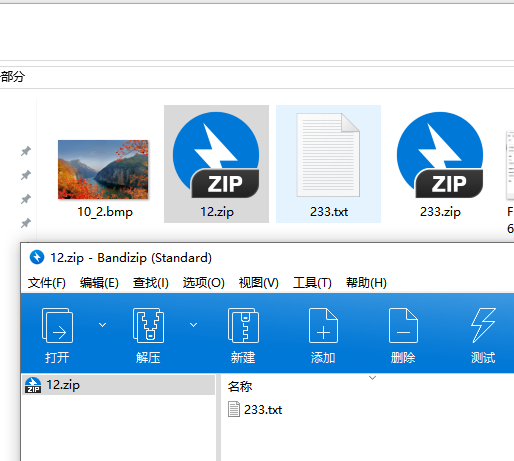 部分
ZIP
ZIP
10_2.bmp
12.zip
233.txt
233.zip
12.zip - Bandizip (Standard)
文件(F) 编辑(E) 查找(I) 选项(O) 视图(V) 工具(T) 帮助(H)
打开 解压 新建 添加 删除 测试
12.zip
名称
233.txt